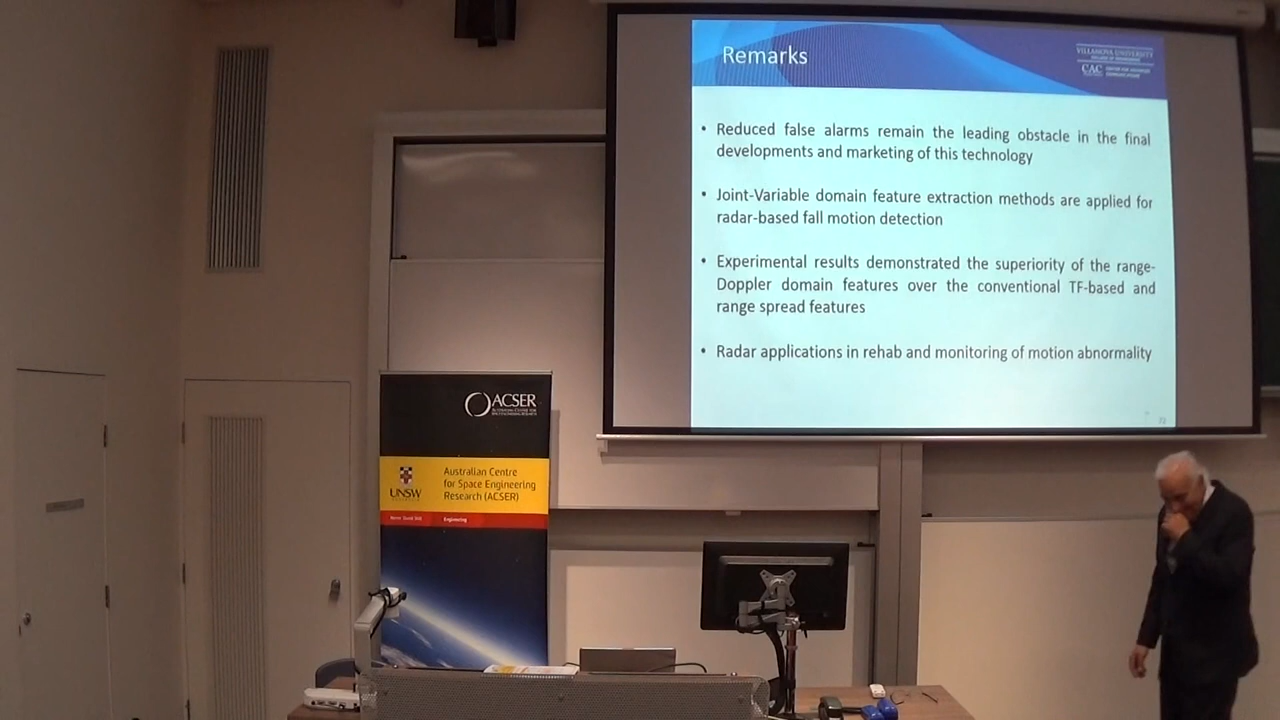 Remarks
VILLANOVA UNIVERSITY
CAC
• Reduced false alarms remain the leading obstacle in the final
developments and marketing of this technology
• Joint-Variable domain feature extraction methods are applied for
radar-based fall motion detection
• Experimental results demonstrated the superiority of the range-
Doppler domain features over the conventional TF-based and
range spread features
• Radar applications in rehab and monitoring of motion abnormality
ACSER
UNSW
Australian Centre
for Space Engineering
Research (ACSER)
Engineering